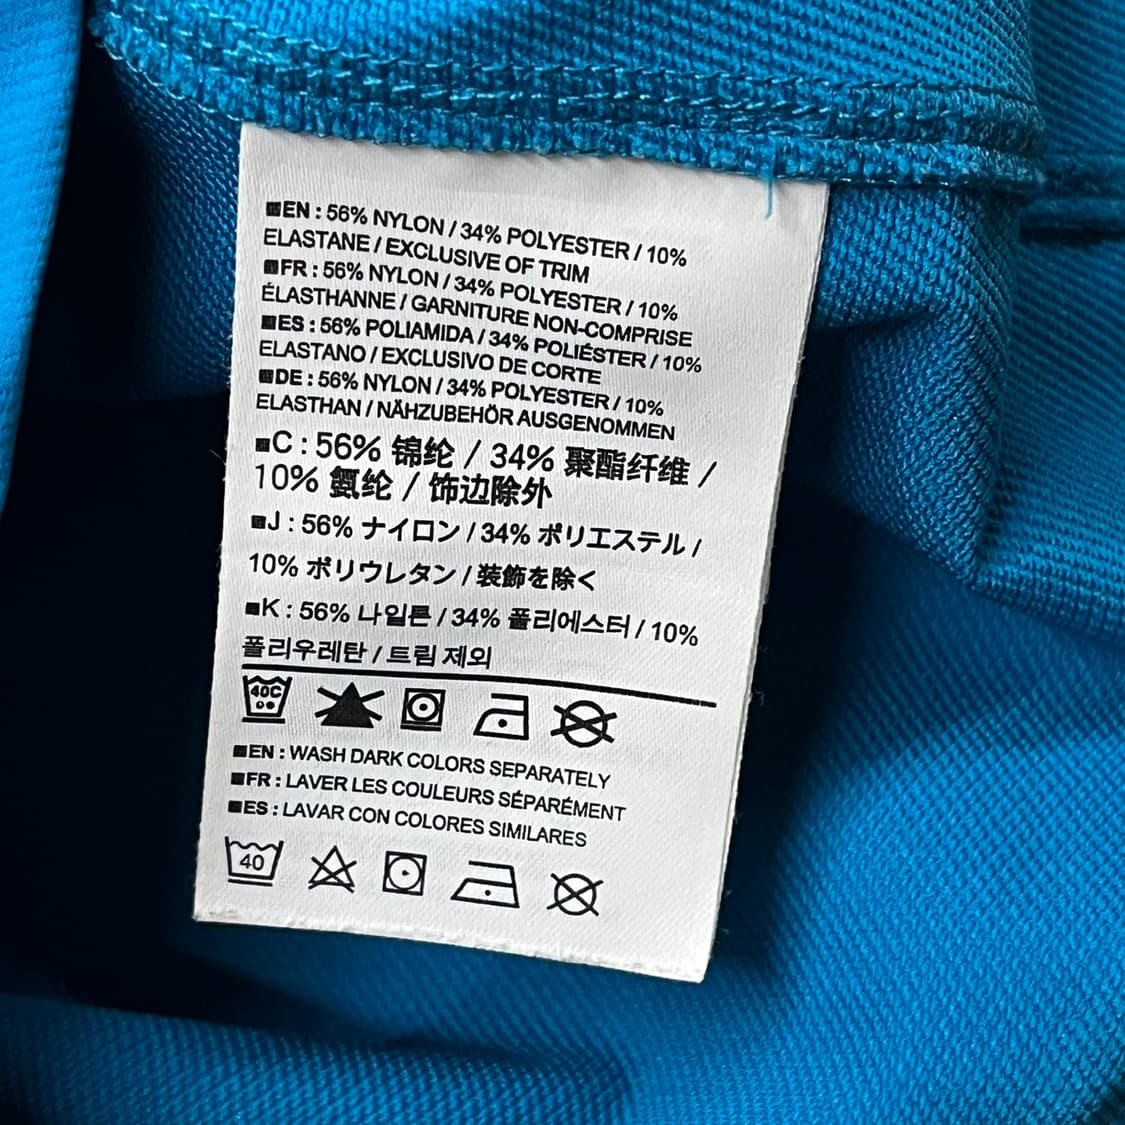 ■EN : 56% NYLON / 34% POLYESTER / 10%
ELASTANE / EXCLUSIVE OF TRIM
■FR : 56% NYLON / 34% POLYESTER / 10%
ÉLASTHANNE / GARNITURE NON-COMPRISE
■ES : 56% POLIAMIDA / 34% POLIÉSTER / 10%
ELASTANO / EXCLUSIVO DE CORTE
■DE : 56% NYLON / 34% POLYESTER / 10%
ELASTHAN / NÄHZUBEHÖR AUSGENOMMEN
■C : 56% 锦纶 / 34% 聚酯纤维 /
10% 氨纶 / 饰边除外
■J : 56% ナイロン / 34% ポリエステル /
10% ポリウレタン / 装飾を除く
■K : 56% 나일론 / 34% 폴리에스터 / 10%
폴리우레탄 / 트림 제외
40C
■EN : WASH DARK COLORS SEPARATELY
■FR : LAVER LES COULEURS SÉPARÉMENT
■ES : LAVAR CON COLORES SIMILARES
40